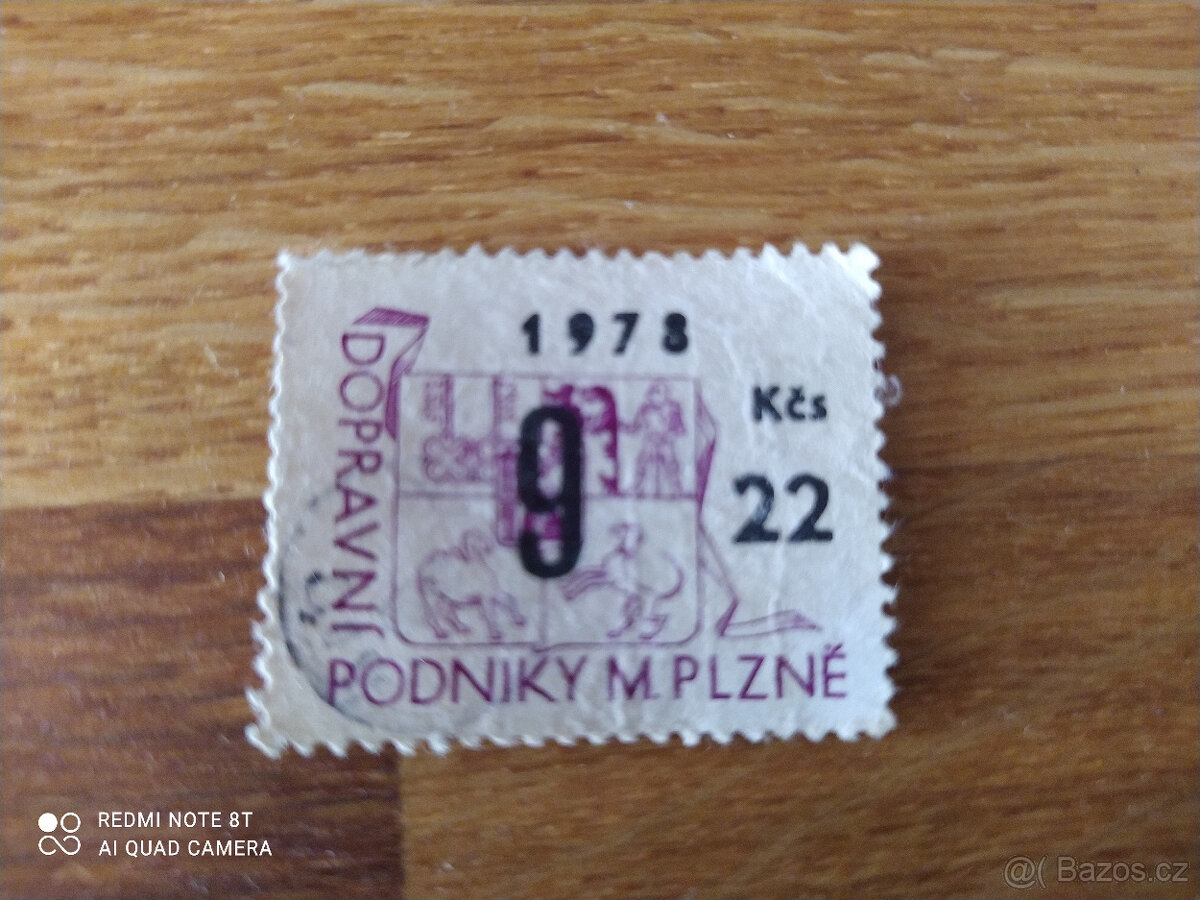 1978
DOPRAVNÍ
Kčs
9
22
PODNIKY M. PLZNĚ
REDMI NOTE 8T
AI QUAD CAMERA
@( Bazos.cz